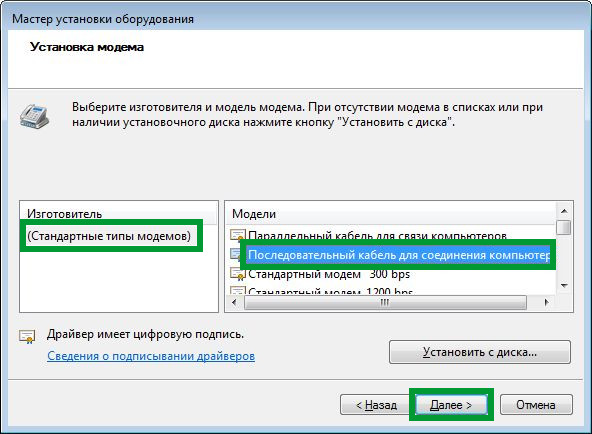 Мастер установки оборудования
Установка модема
Выберите изготовителя и модель модема. При отсутствии модема в списках или при
наличии установочного диска нажмите кнопку "Установить с диска".
Изготовитель
(Стандартные типы модемов)
Модели
Параллельный кабель для связи компьютеров
Последовательный кабель для соединения компьютер
Стандартный модем 300 bps
Стандартный модем 1200 bps
Драйвер имеет цифровую подпись.
Сведения о подписывании драйверов
Установить с диска...
< Назад
Далее >
Отмена